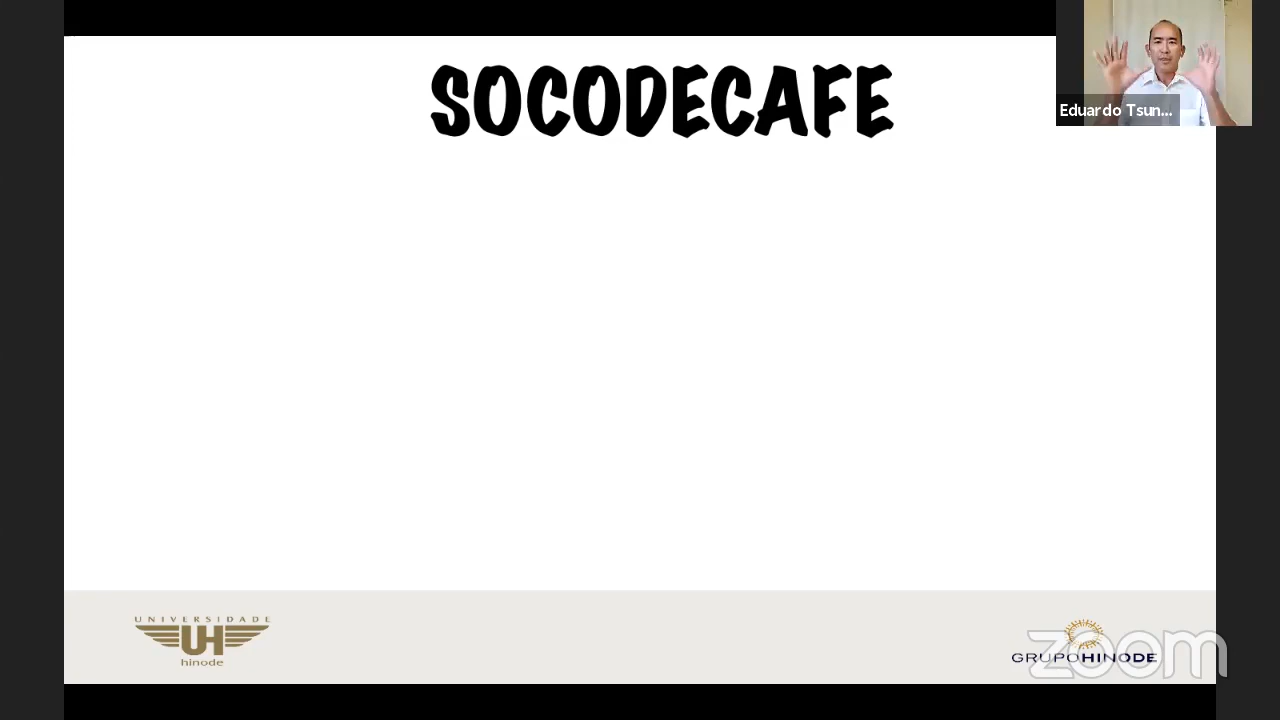 SOCODECAFE
Eduardo Tsun...
UNIVERSIDADE
UH
hinode
GRUPOHINODE
zoom